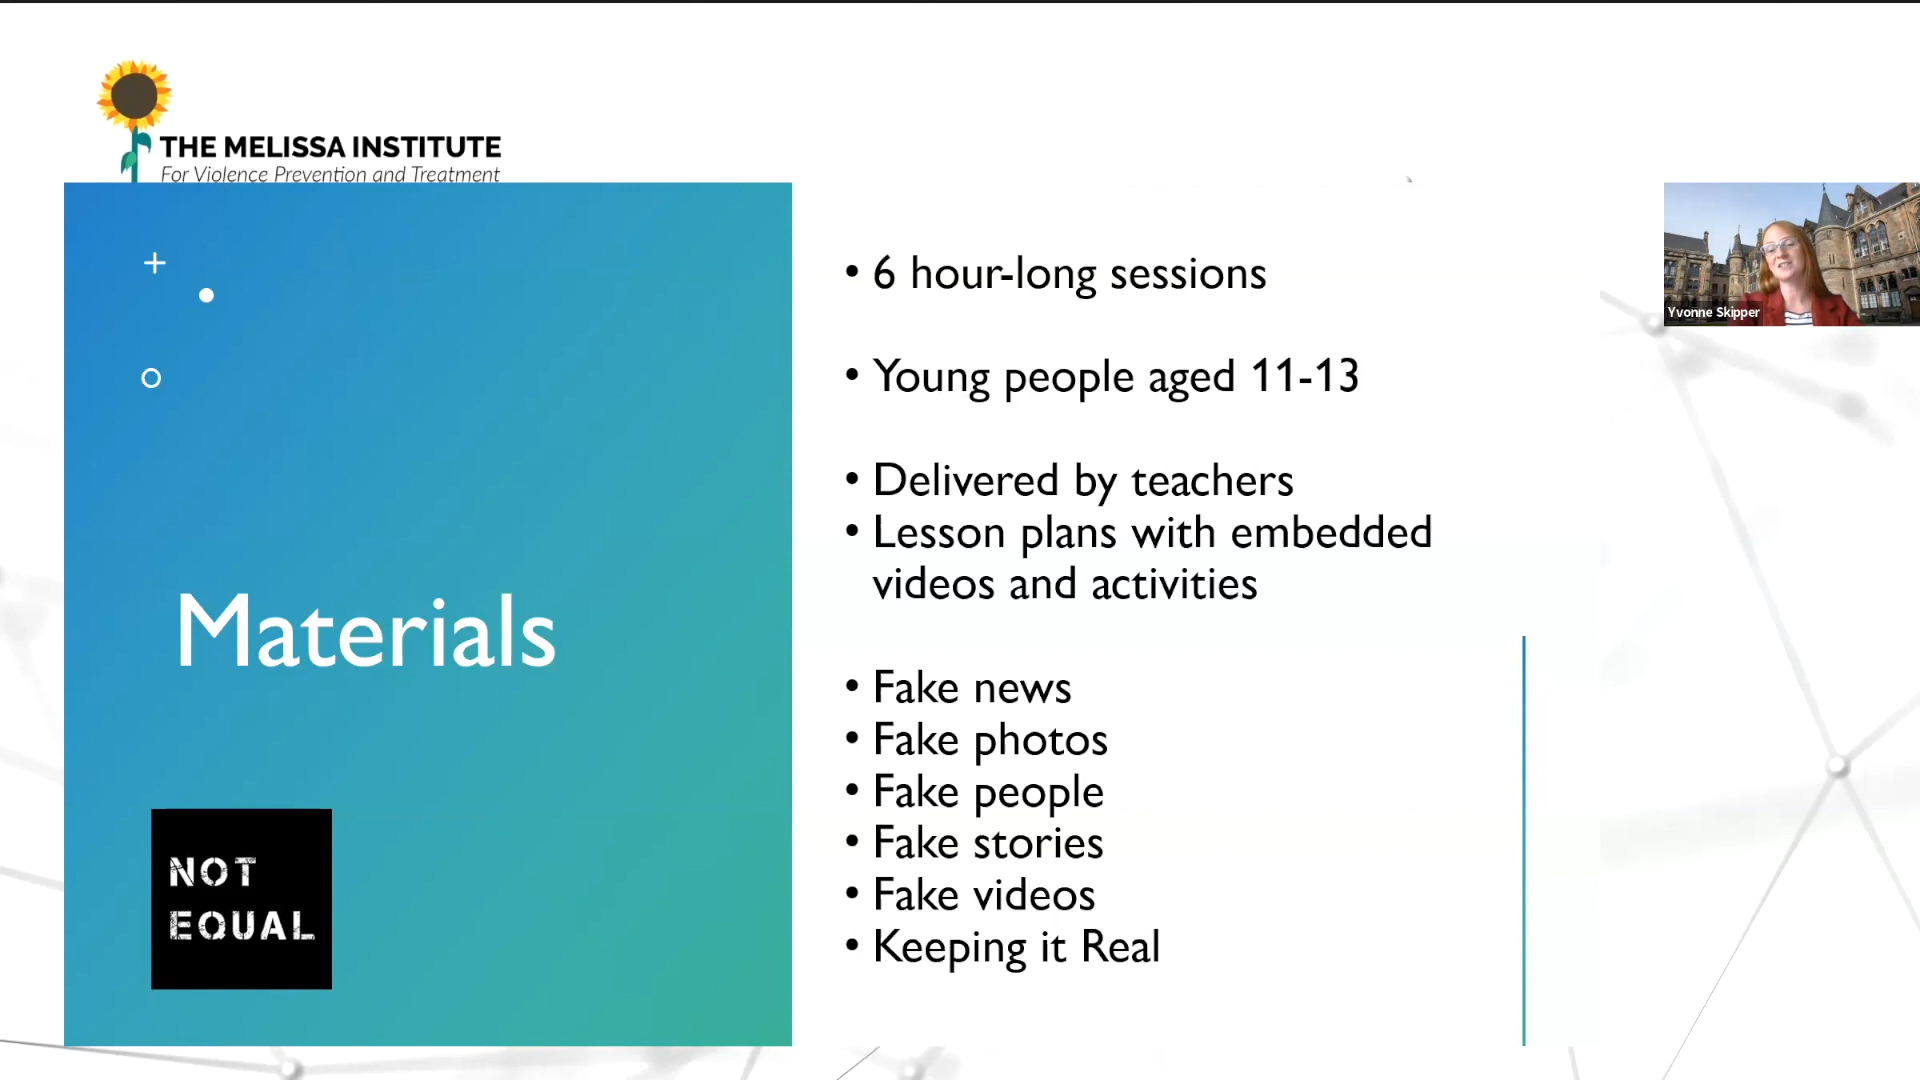 THE MELISSA INSTITUTE
For Violence Prevention and Treatment
Materials
NOT
EQUAL
• 6 hour-long sessions
• Young people aged 11-13
• Delivered by teachers
• Lesson plans with embedded
videos and activities
• Fake news
• Fake photos
• Fake people
• Fake stories
• Fake videos
• Keeping it Real
Yvonne Skipper